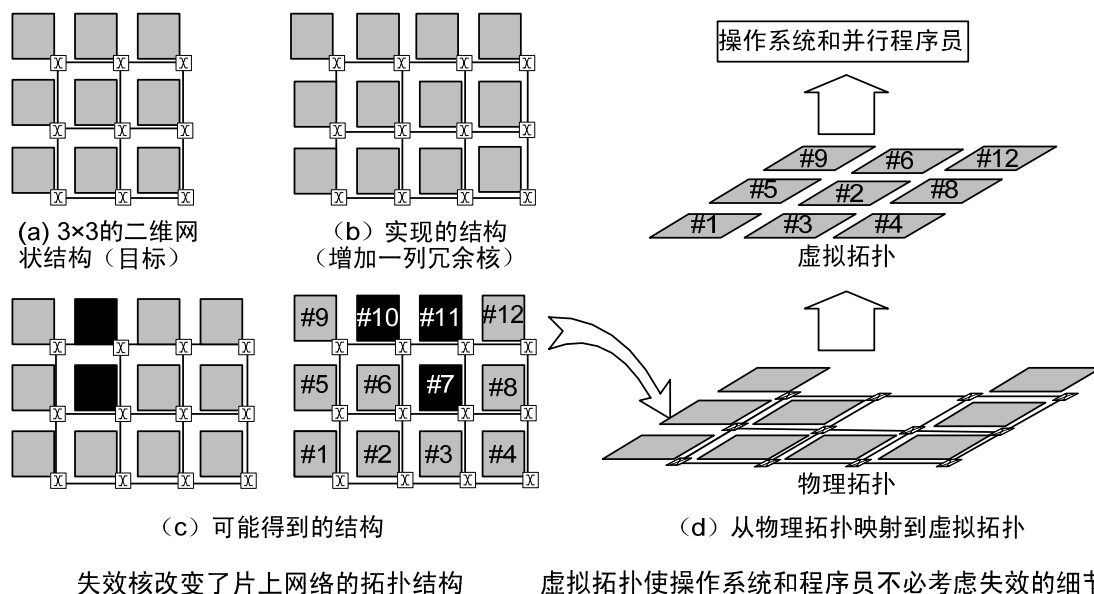 操作系统和并行程序员
#9 #6 #12
#5 #2 #8
#1 #3 #4
虚拟拓扑
(a) 3×3的二维网
状结构（目标）
（b）实现的结构
（增加一列冗余核）
#9 #10 #11 #12
#5 #6 #7 #8
#1 #2 #3 #4
物理拓扑
（c）可能得到的结构
（d）从物理拓扑映射到虚拟拓扑
失效核改变了片上网络的拓扑结构
虚拟拓扑使操作系统和程序员不必考虑失效的细节